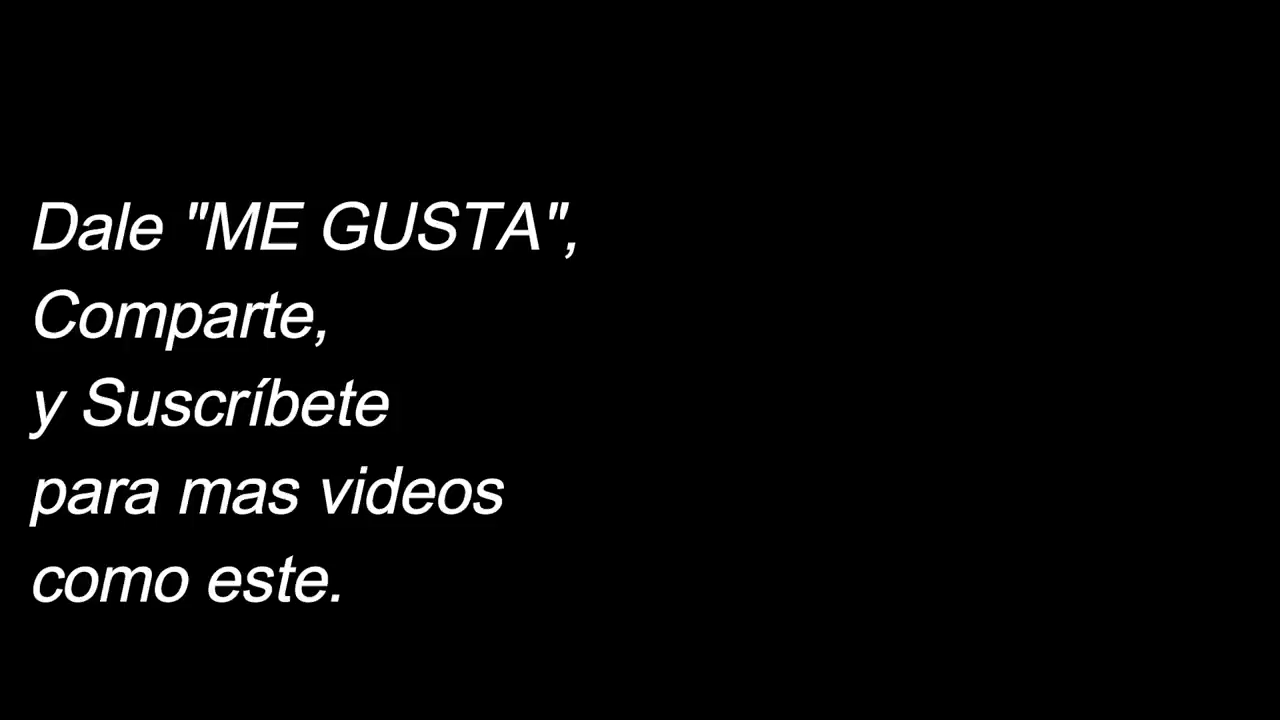 Dale "ME GUSTA",
Comparte,
y Suscríbete
para mas videos
como este.